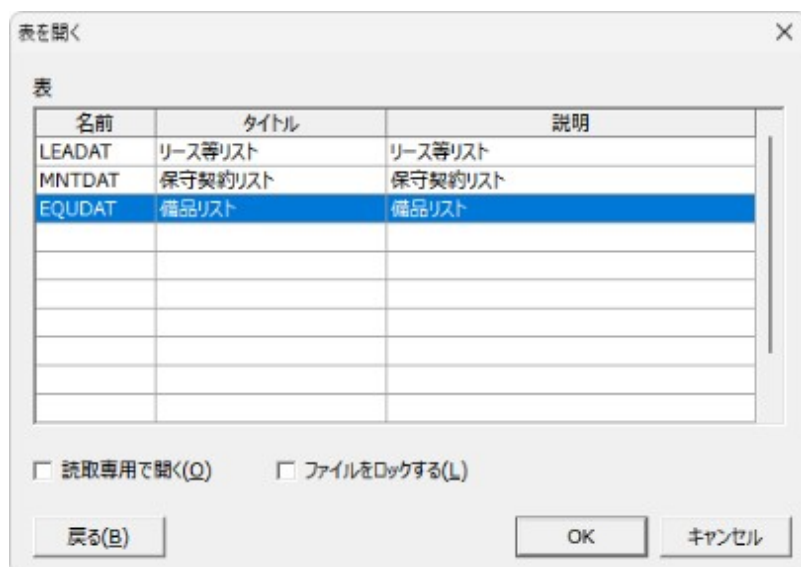 表を開く
表
名前 タイトル 説明
LEADAT リース等リスト リース等リスト
MNTDAT 保守契約リスト 保守契約リスト
EQUDAT 備品リスト 備品リスト
読取専用で開く(O) ファイルをロックする(L)
戻る(B) OK キャンセル